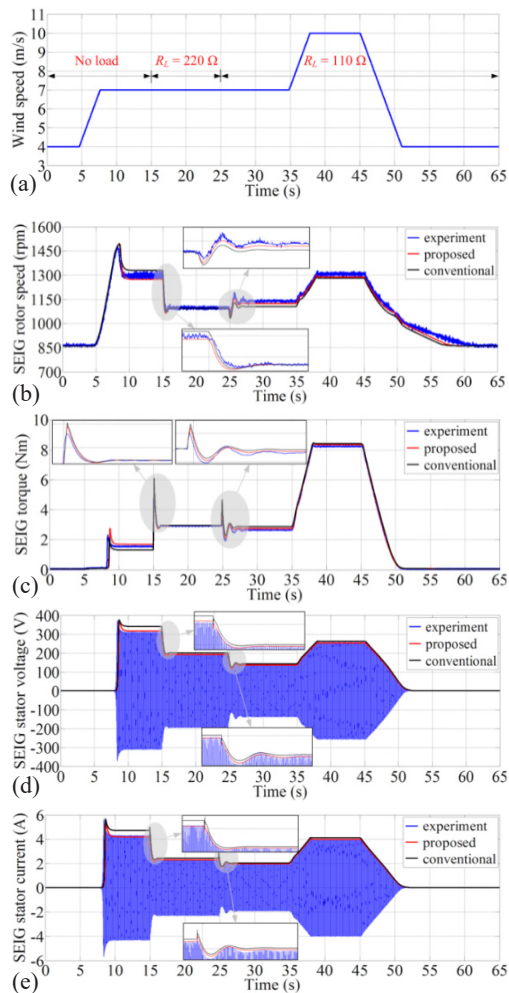 Wind speed (m/s)
11
10
9
8
7
6
5
4
3
No load
R_L = 220 Ω
R_L = 110 Ω
0 5 10 15 20 25 30 35 40 45 50 55 60 65
(a)
Time (s)
SEIG rotor speed (rpm)
1600
1450
1300
1150
1000
850
700
experiment
proposed
conventional
0 5 10 15 20 25 30 35 40 45 50 55 60 65
(b)
Time (s)
SEIG torque (Nm)
10
8
6
4
2
0
experiment
proposed
conventional
0 5 10 15 20 25 30 35 40 45 50 55 60 65
(c)
Time (s)
SEIG stator voltage (V)
400
300
200
100
0
-100
-200
-300
-400
experiment
proposed
conventional
0 5 10 15 20 25 30 35 40 45 50 55 60 65
(d)
Time (s)
SEIG stator current (A)
6
4
2
0
-2
-4
-6
experiment
proposed
conventional
0 5 10 15 20 25 30 35 40 45 50 55 60 65
(e)
Time (s)